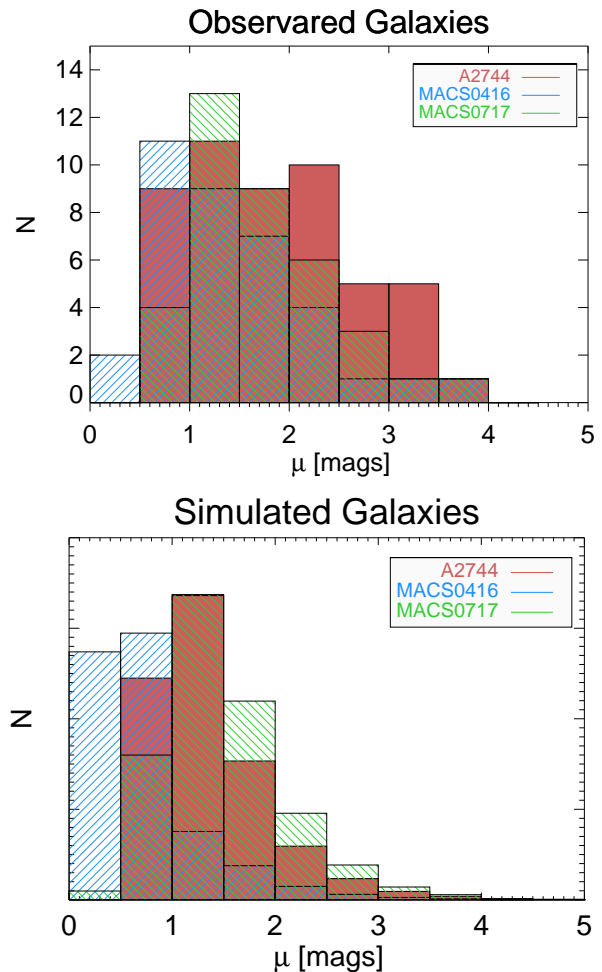 Observared Galaxies
14
12
10
8
6
4
2
0
N
A2744
MACS0416
MACS0717
0 1 2 3 4 5
μ [mags]
Simulated Galaxies
N
A2744
MACS0416
MACS0717
0 1 2 3 4 5
μ [mags]